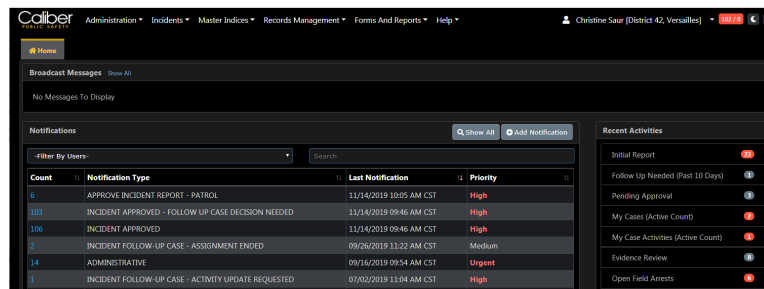 Caliber
PUBLIC SAFETY
Administration Incidents Master Indices Records Management Forms And Reports Help
Christine Saur [District 42, Versailles] 102 / 0
Home
Broadcast Messages Show All
No Messages To Display
Notifications
Show All Add Notification
-Filter By Users-
Search
Count Notification Type Last Notification Priority
6 APPROVE INCIDENT REPORT - PATROL 11/14/2019 10:05 AM CST High
103 INCIDENT APPROVED - FOLLOW UP CASE DECISION NEEDED 11/14/2019 09:46 AM CST High
106 INCIDENT APPROVED 11/14/2019 09:46 AM CST High
2 INCIDENT FOLLOW-UP CASE - ASSIGNMENT ENDED 09/26/2019 11:22 AM CST Medium
14 ADMINISTRATIVE 09/16/2019 09:54 AM CST Urgent
1 INCIDENT FOLLOW-UP CASE - ACTIVITY UPDATE REQUESTED 07/02/2019 11:04 AM CST High
Recent Activities
Initial Report 23
Follow Up Needed (Past 10 Days) 1
Pending Approval 3
My Cases (Active Count) 2
My Case Activities (Active Count) 1
Evidence Review 8
Open Field Arrests 6